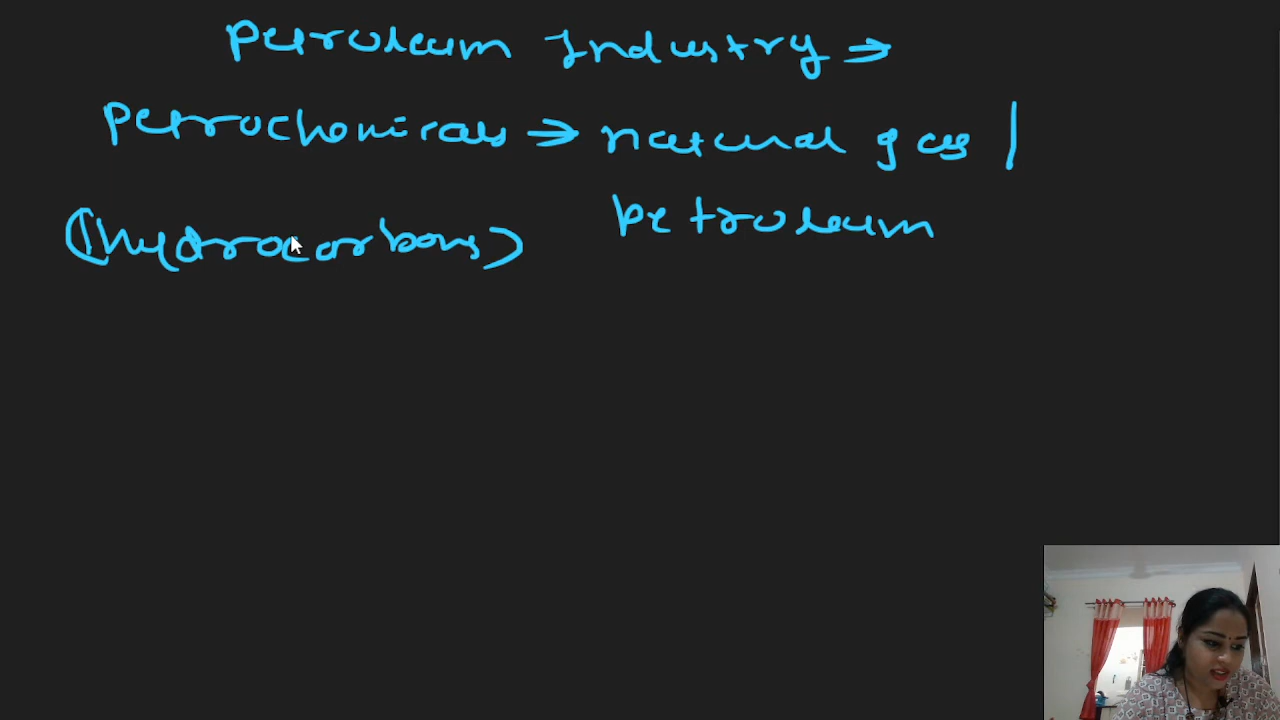 Petroleum Industry ⇒
Petrochemicals ⇒ natural gas |
(hydrocarbons) petroleum